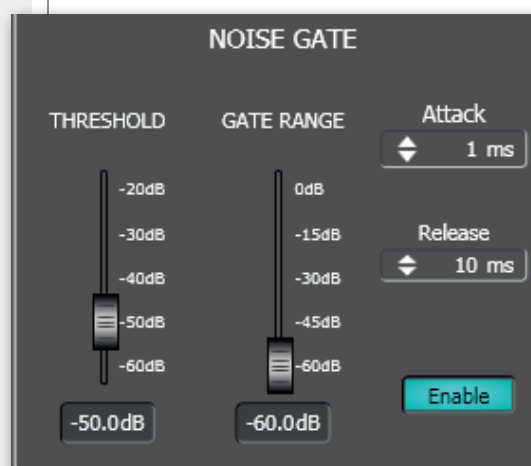 NOISE GATE
THRESHOLD
-20dB
-30dB
-40dB
-50dB
-60dB
-50.0dB
GATE RANGE
0dB
-15dB
-30dB
-45dB
-60dB
-60.0dB
Attack
1 ms
Release
10 ms
Enable